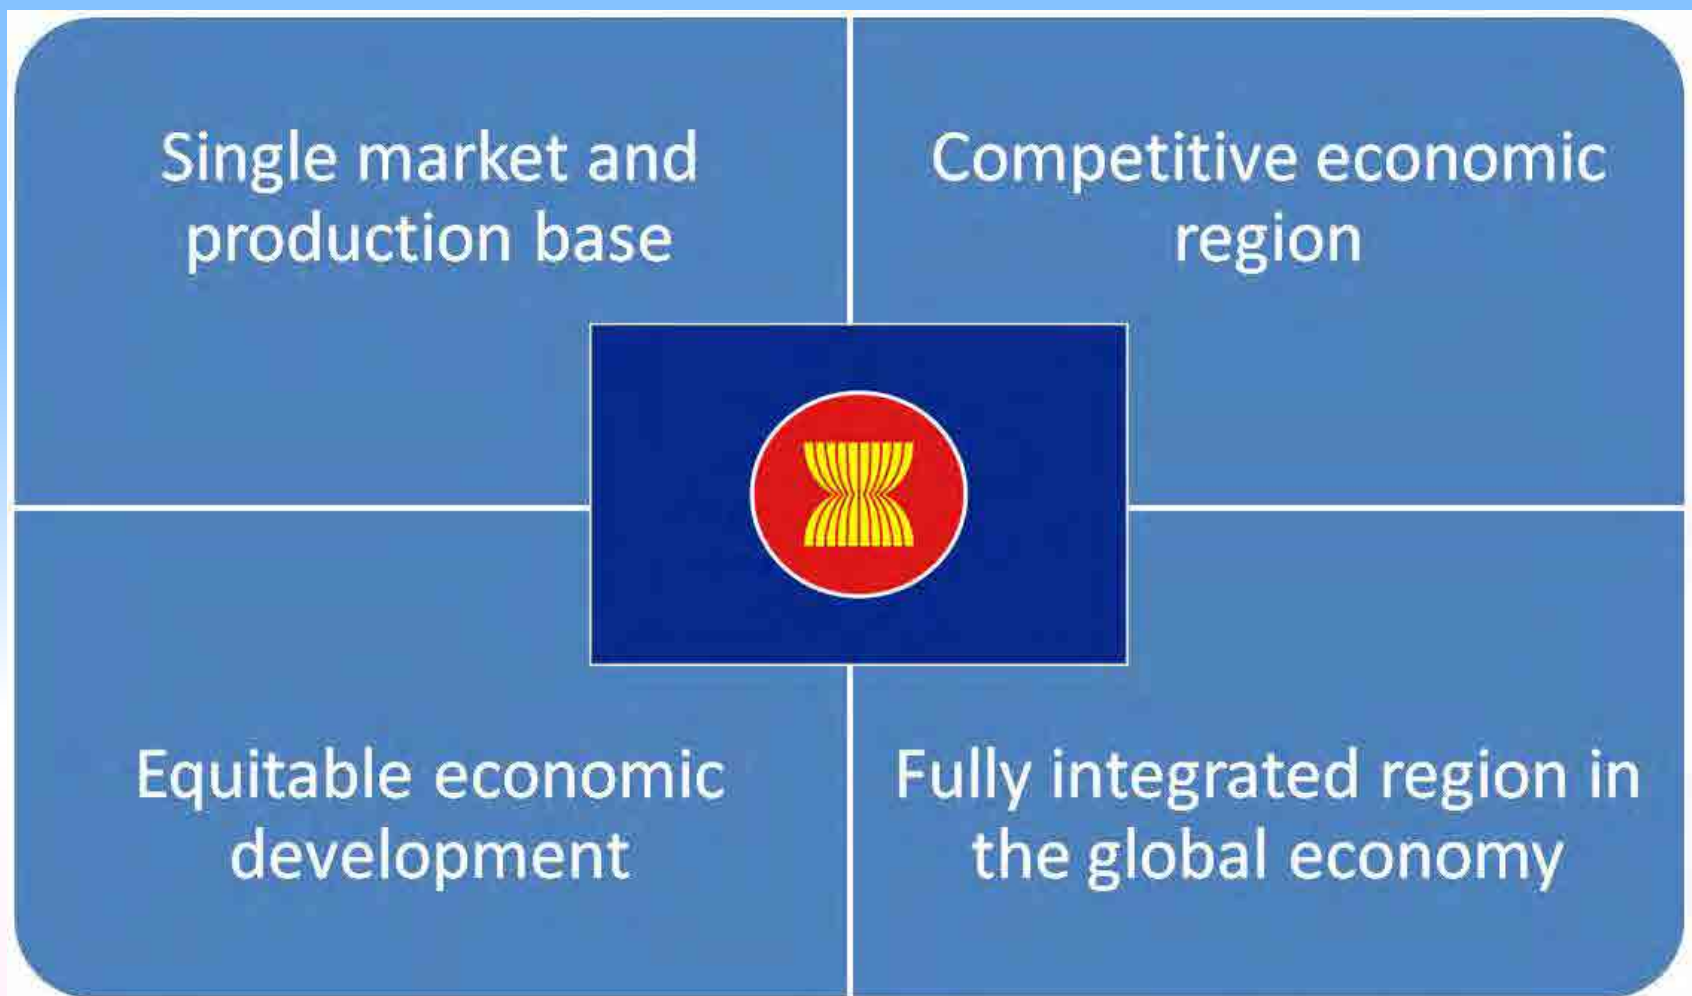 Single market and
production base
Competitive economic
region
Equitable economic
development
Fully integrated region in
the global economy